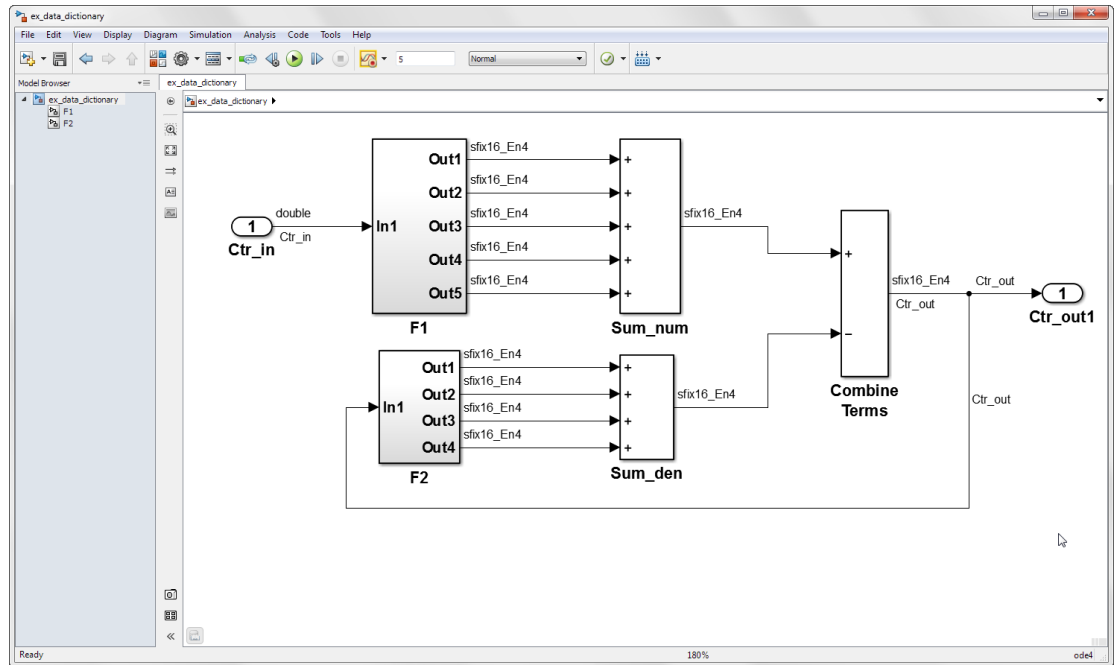 ex_data_dictionary
File Edit View Display Diagram Simulation Analysis Code Tools Help
5 Normal
Model Browser
ex_data_dictionary
ex_data_dictionary
F1
F2
ex_data_dictionary
double
1
Ctr_in
Ctr_in
In1
Out1
Out2
Out3
Out4
Out5
F1
sfix16_En4
sfix16_En4
sfix16_En4
sfix16_En4
sfix16_En4
+
+
+
+
+
Sum_num
sfix16_En4
In1
Out1
Out2
Out3
Out4
F2
sfix16_En4
sfix16_En4
sfix16_En4
sfix16_En4
+
+
+
+
Sum_den
sfix16_En4
+
−
Combine
Terms
sfix16_En4
Ctr_out
Ctr_out
1
Ctr_out1
Ctr_out
Ready 180% ode4